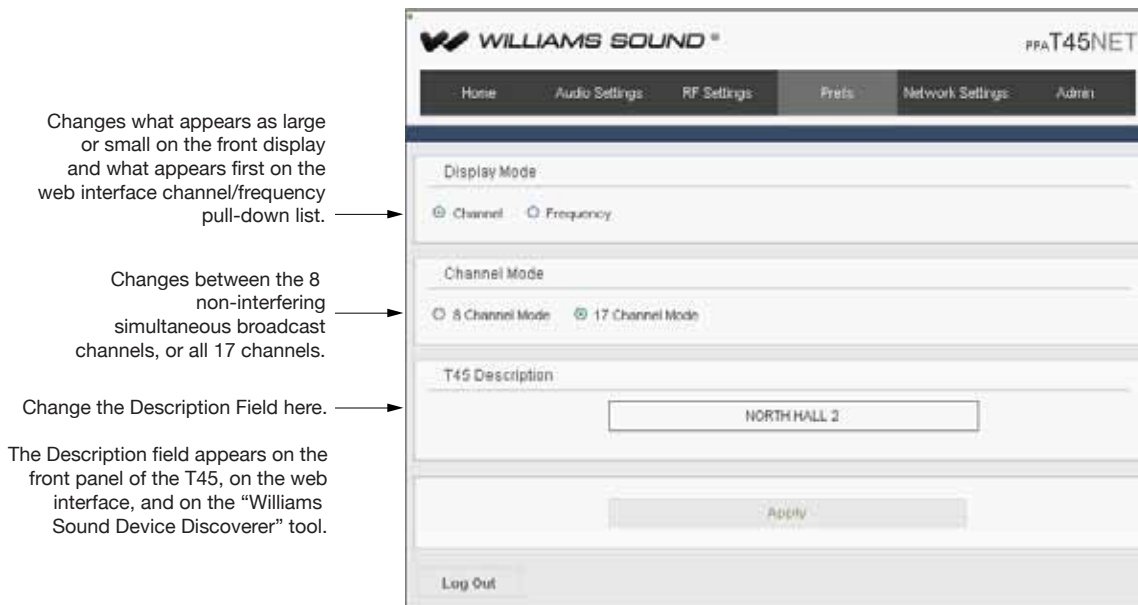 WILLIAMS SOUND®
PPA T45NET
Home Audio Settings RF Settings Prefs Network Settings Admin
Changes what appears as large
or small on the front display
and what appears first on the
web interface channel/frequency
pull-down list.
Display Mode
Channel Frequency
Changes between the 8
non-interfering
simultaneous broadcast
channels, or all 17 channels.
Channel Mode
8 Channel Mode 17 Channel Mode
Change the Description Field here.
T45 Description
NORTH HALL 2
The Description field appears on the
front panel of the T45, on the web
interface, and on the “Williams
Sound Device Discoverer” tool.
Apply
Log Out